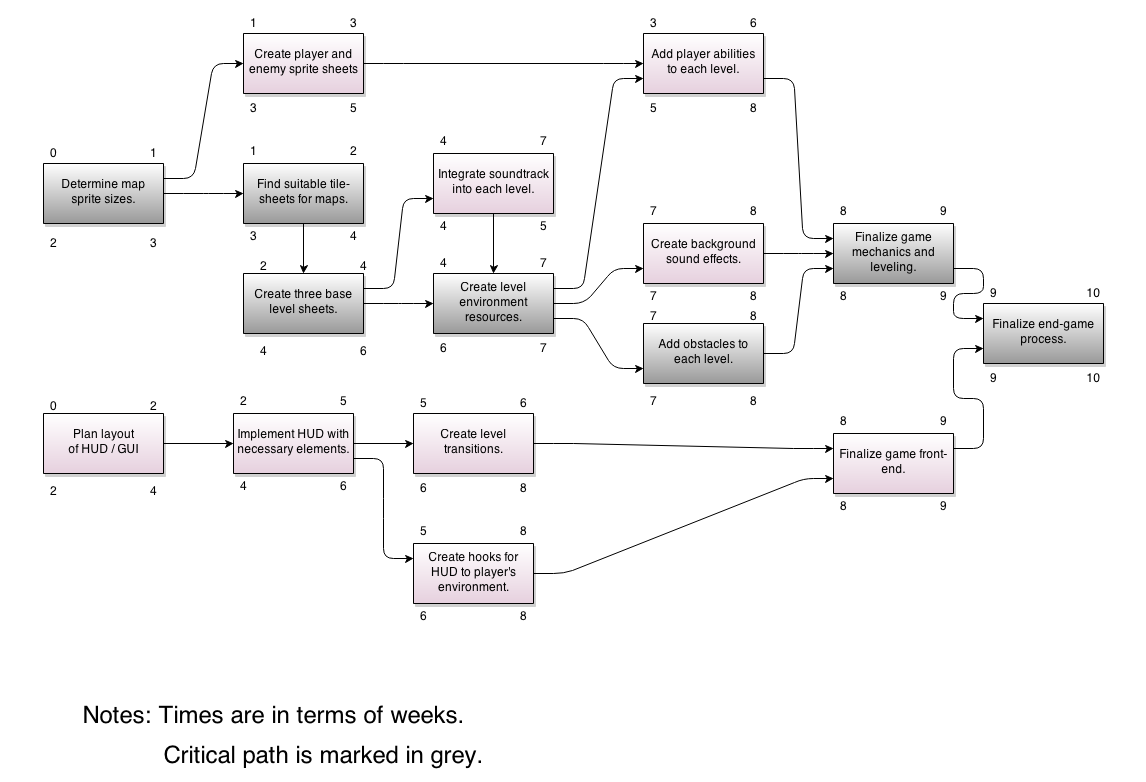 1 3
Create player and
enemy sprite sheets
3 5
3 6
Add player abilities
to each level.
5 8
0 1
Determine map
sprite sizes.
2 3
1 2
Find suitable tile-
sheets for maps.
3 4
4 7
Integrate soundtrack
into each level.
4 5
2 4
Create three base
level sheets.
4 6
4 7
Create level
environment
resources.
6 7
7 8
Create background
sound effects.
7 8
7 8
Add obstacles to
each level.
7 8
8 9
Finalize game
mechanics and
leveling.
8 9
9 10
Finalize end-game
process.
9 10
0 2
Plan layout
of HUD / GUI
2 4
2 5
Implement HUD with
necessary elements.
4 6
5 6
Create level
transitions.
6 8
8 9
Finalize game front-
end.
8 9
5 8
Create hooks for
HUD to player's
environment.
6 8
Notes: Times are in terms of weeks.
Critical path is marked in grey.